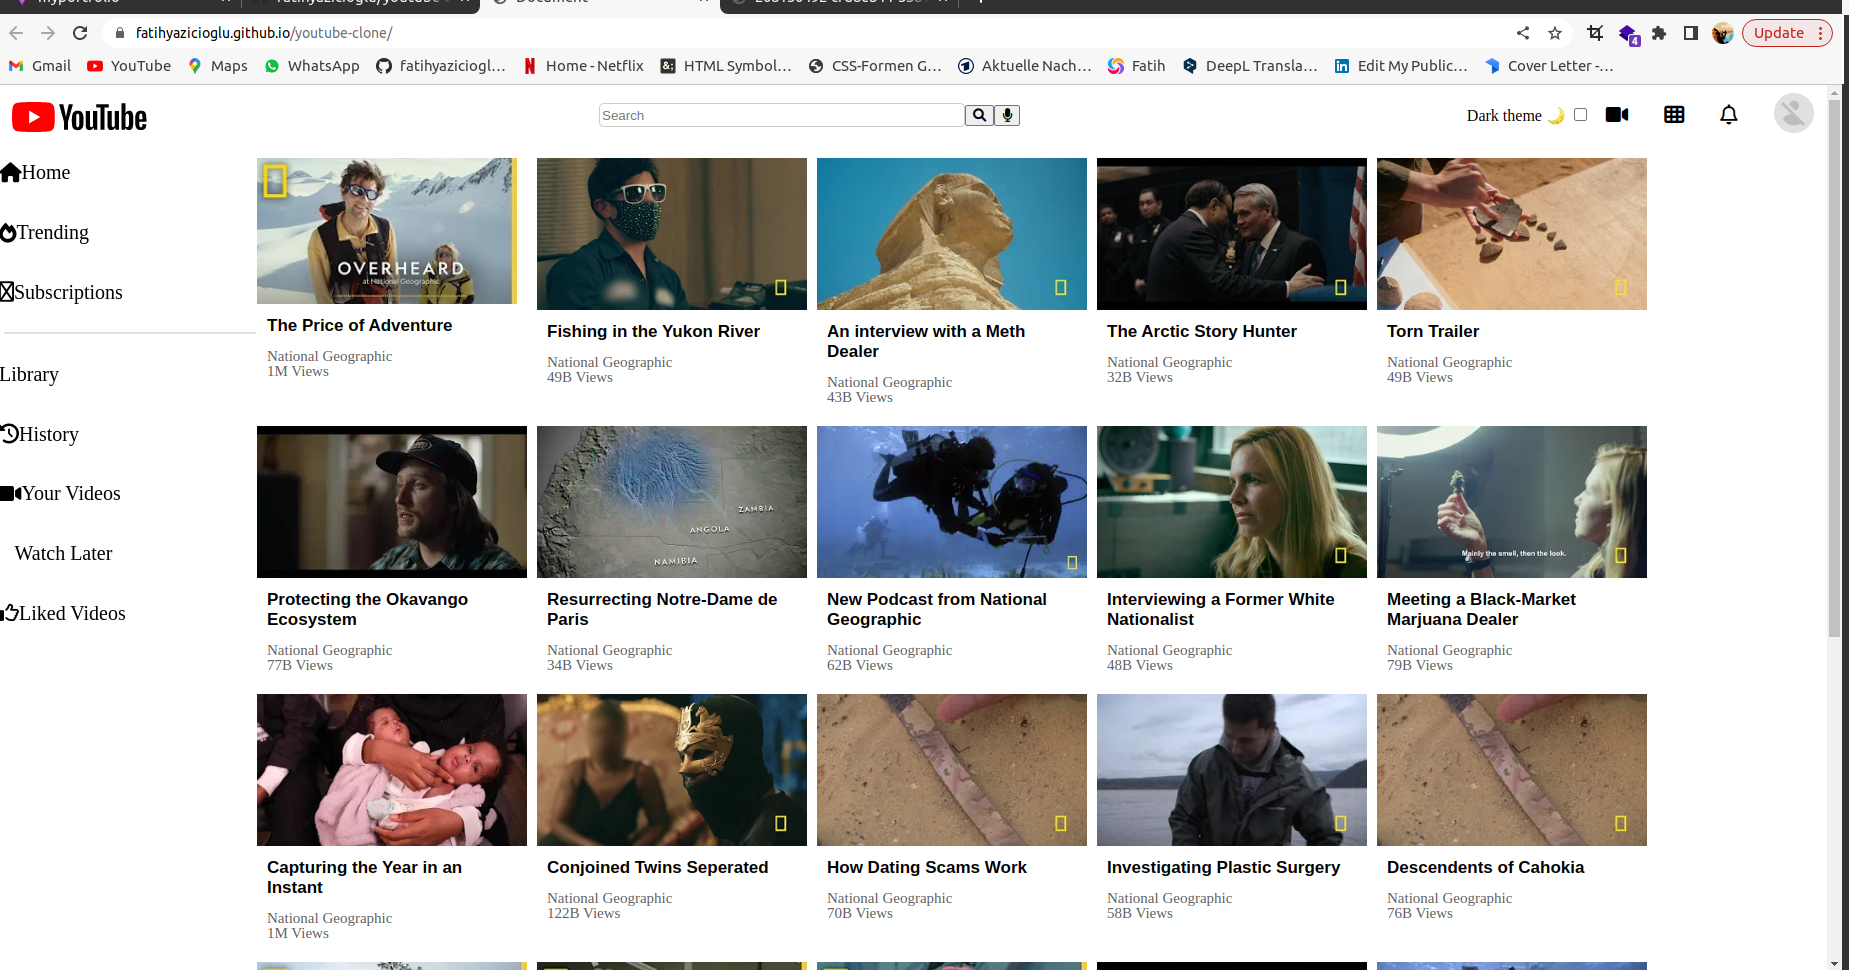 myportfolio
fatihyazicioglu/youtube-c
Document
fatihyazicioglu.github.io/youtube-clone/
Update
4
Gmail
YouTube
Maps
WhatsApp
fatihyaziciogl...
Home - Netflix
HTML Symbol...
CSS-Formen G...
Aktuelle Nach...
Fatih
DeepL Transla...
Edit My Public...
Cover Letter -...
YouTube
Search
Dark theme 🌙
Home
Trending
Subscriptions
Library
History
Your Videos
Watch Later
Liked Videos
OVERHEARD
at National Geographic
The Price of Adventure
National Geographic
1M Views
Fishing in the Yukon River
National Geographic
49B Views
An interview with a Meth
Dealer
National Geographic
43B Views
The Arctic Story Hunter
National Geographic
32B Views
Torn Trailer
National Geographic
49B Views
Protecting the Okavango
Ecosystem
National Geographic
77B Views
ZAMBIA
ANGOLA
NAMIBIA
Resurrecting Notre-Dame de
Paris
National Geographic
34B Views
New Podcast from National
Geographic
National Geographic
62B Views
Interviewing a Former White
Nationalist
National Geographic
48B Views
Mainly the smell, then the look.
Meeting a Black-Market
Marjuana Dealer
National Geographic
79B Views
Capturing the Year in an
Instant
National Geographic
1M Views
Conjoined Twins Seperated
National Geographic
122B Views
How Dating Scams Work
National Geographic
70B Views
Investigating Plastic Surgery
National Geographic
58B Views
Descendents of Cahokia
National Geographic
76B Views